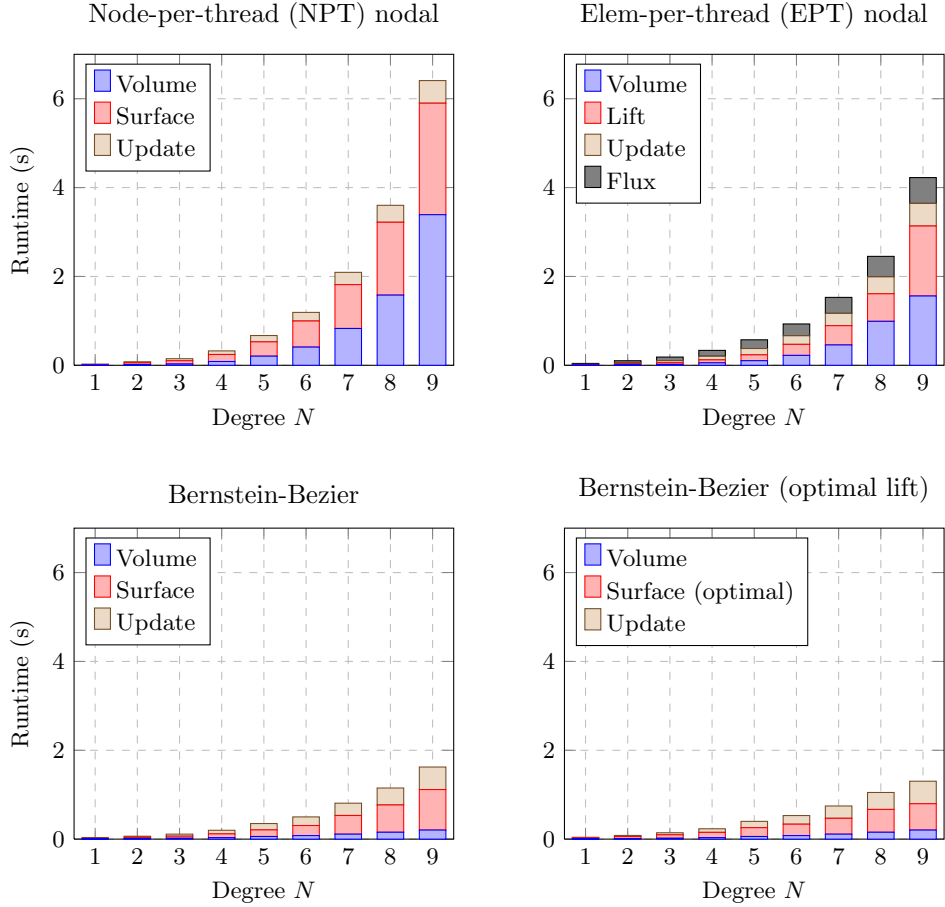 Node-per-thread (NPT) nodal
Volume
Surface
Update
Runtime (s)
6
4
2
0
1 2 3 4 5 6 7 8 9
Degree N
Elem-per-thread (EPT) nodal
Volume
Lift
Update
Flux
6
4
2
0
1 2 3 4 5 6 7 8 9
Degree N
Bernstein-Bezier
Volume
Surface
Update
Runtime (s)
6
4
2
0
1 2 3 4 5 6 7 8 9
Degree N
Bernstein-Bezier (optimal lift)
Volume
Surface (optimal)
Update
6
4
2
0
1 2 3 4 5 6 7 8 9
Degree N